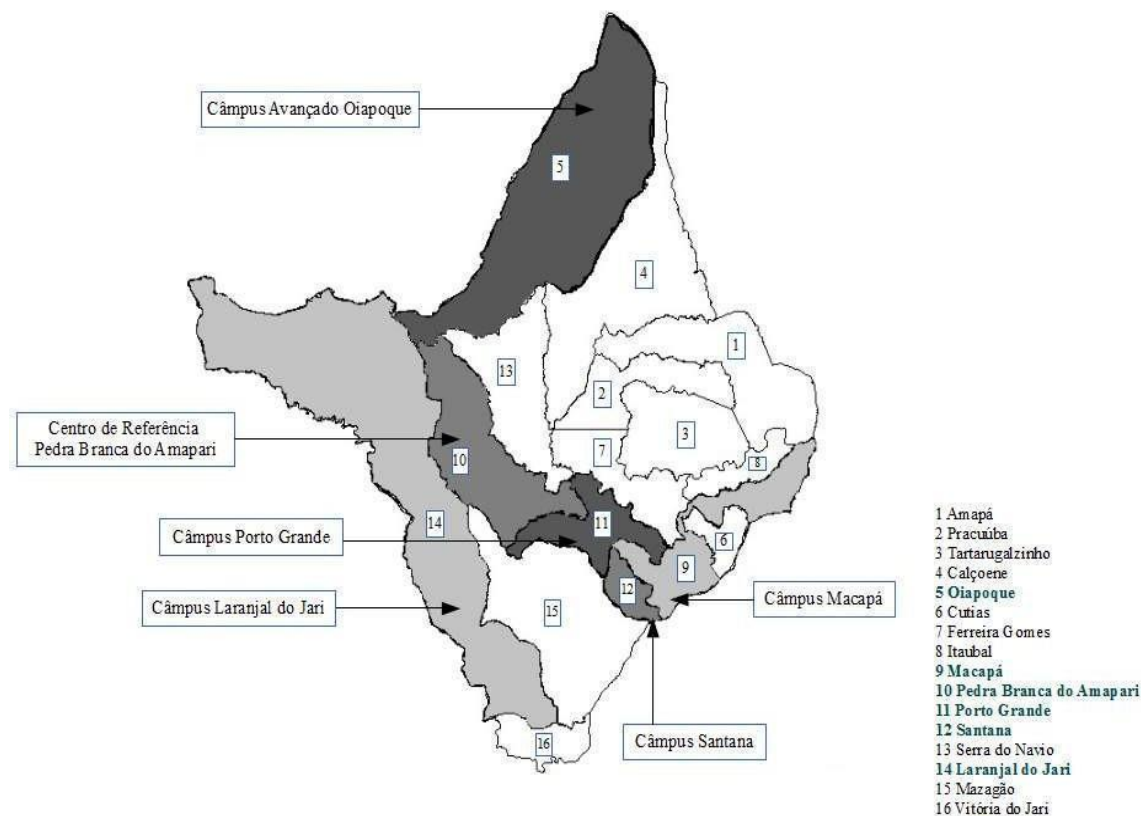 Câmpus Avançado Oiapoque
5
4
1
13
2
Centro de Referência
Pedra Branca do Amapari
3
7
10
8
14
11
Câmpus Porto Grande
6
9
12
Câmpus Laranjal do Jari
15
Câmpus Macapá
Câmpus Santana
16
1 Amapá
2 Pracuúba
3 Tartarugalzinho
4 Calçoene
5 Oiapoque
6 Cutias
7 Ferreira Gomes
8 Itaubal
9 Macapá
10 Pedra Branca do Amapari
11 Porto Grande
12 Santana
13 Serra do Navio
14 Laranjal do Jari
15 Mazagão
16 Vitória do Jari